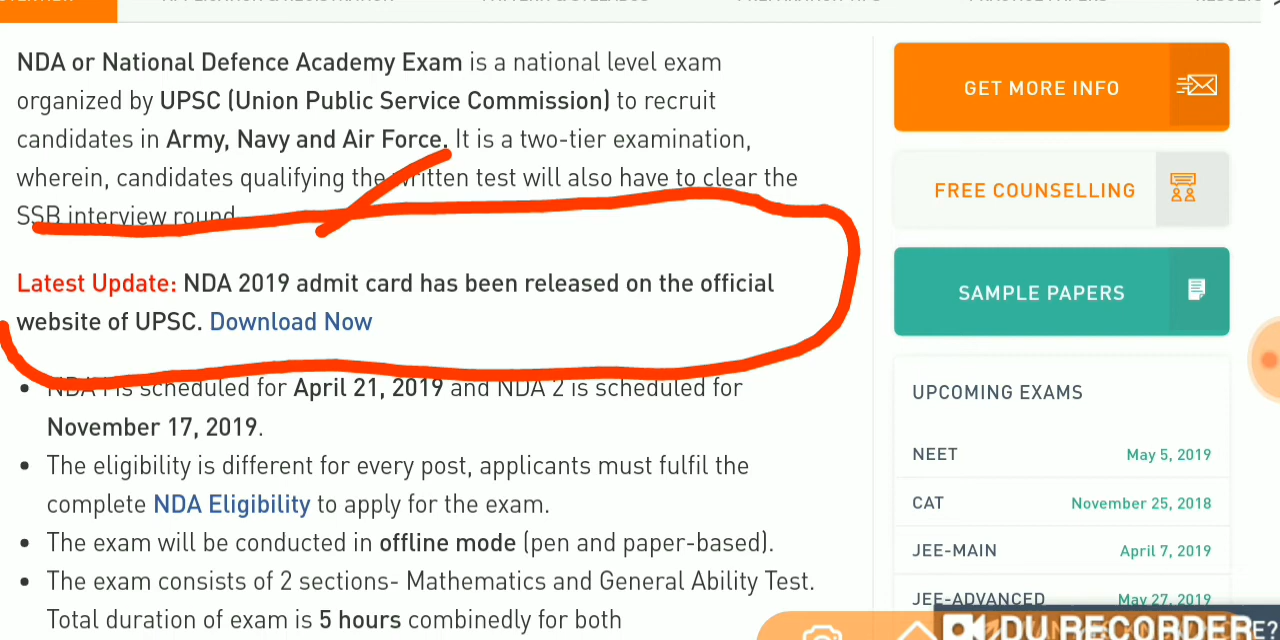 NDA or National Defence Academy Exam is a national level exam
organized by UPSC (Union Public Service Commission) to recruit
candidates in Army, Navy and Air Force. It is a two-tier examination,
wherein, candidates qualifying the written test will also have to clear the
SSB interview round
Latest Update: NDA 2019 admit card has been released on the official
website of UPSC. Download Now
• NDA 1 is scheduled for April 21, 2019 and NDA 2 is scheduled for
November 17, 2019.
• The eligibility is different for every post, applicants must fulfil the
complete NDA Eligibility to apply for the exam.
• The exam will be conducted in offline mode (pen and paper-based).
• The exam consists of 2 sections- Mathematics and General Ability Test.
Total duration of exam is 5 hours combinedly for both
GET MORE INFO
FREE COUNSELLING
SAMPLE PAPERS
UPCOMING EXAMS
NEET May 5, 2019
CAT November 25, 2018
JEE-MAIN April 7, 2019
JEE-ADVANCED May 27, 2019
DU RECORDER